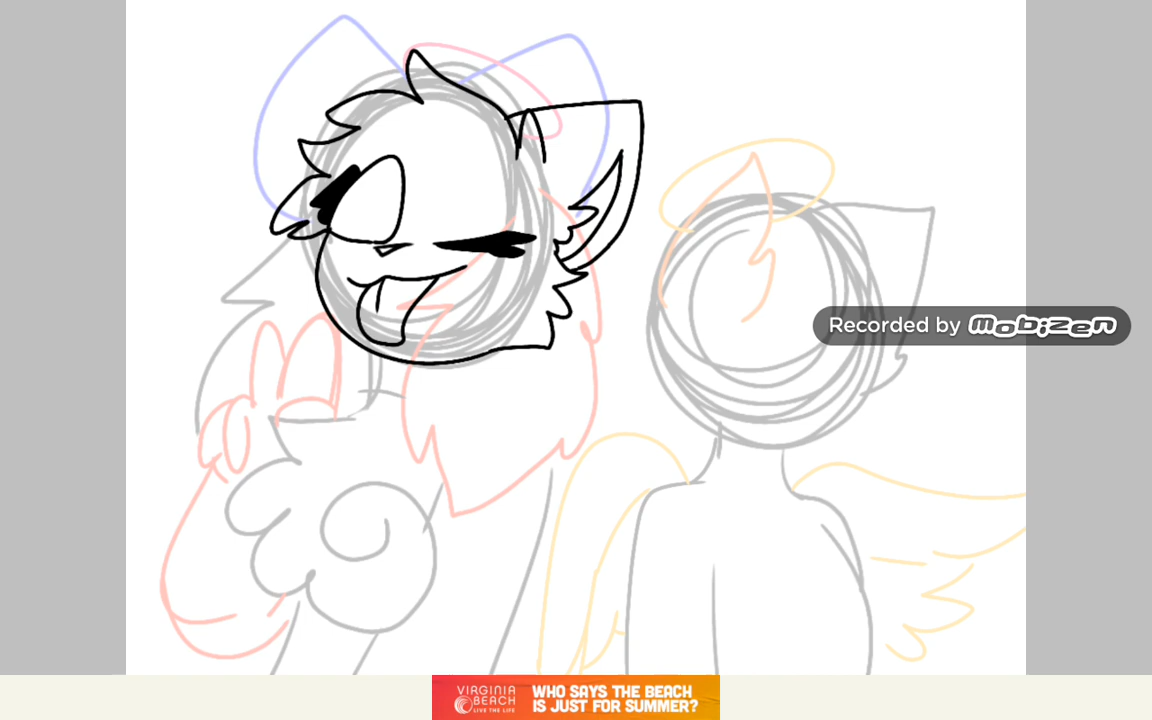 Recorded by Mobizen
VIRGINIA
BEACH
LIVE THE LIFE
WHO SAYS THE BEACH
IS JUST FOR SUMMER?